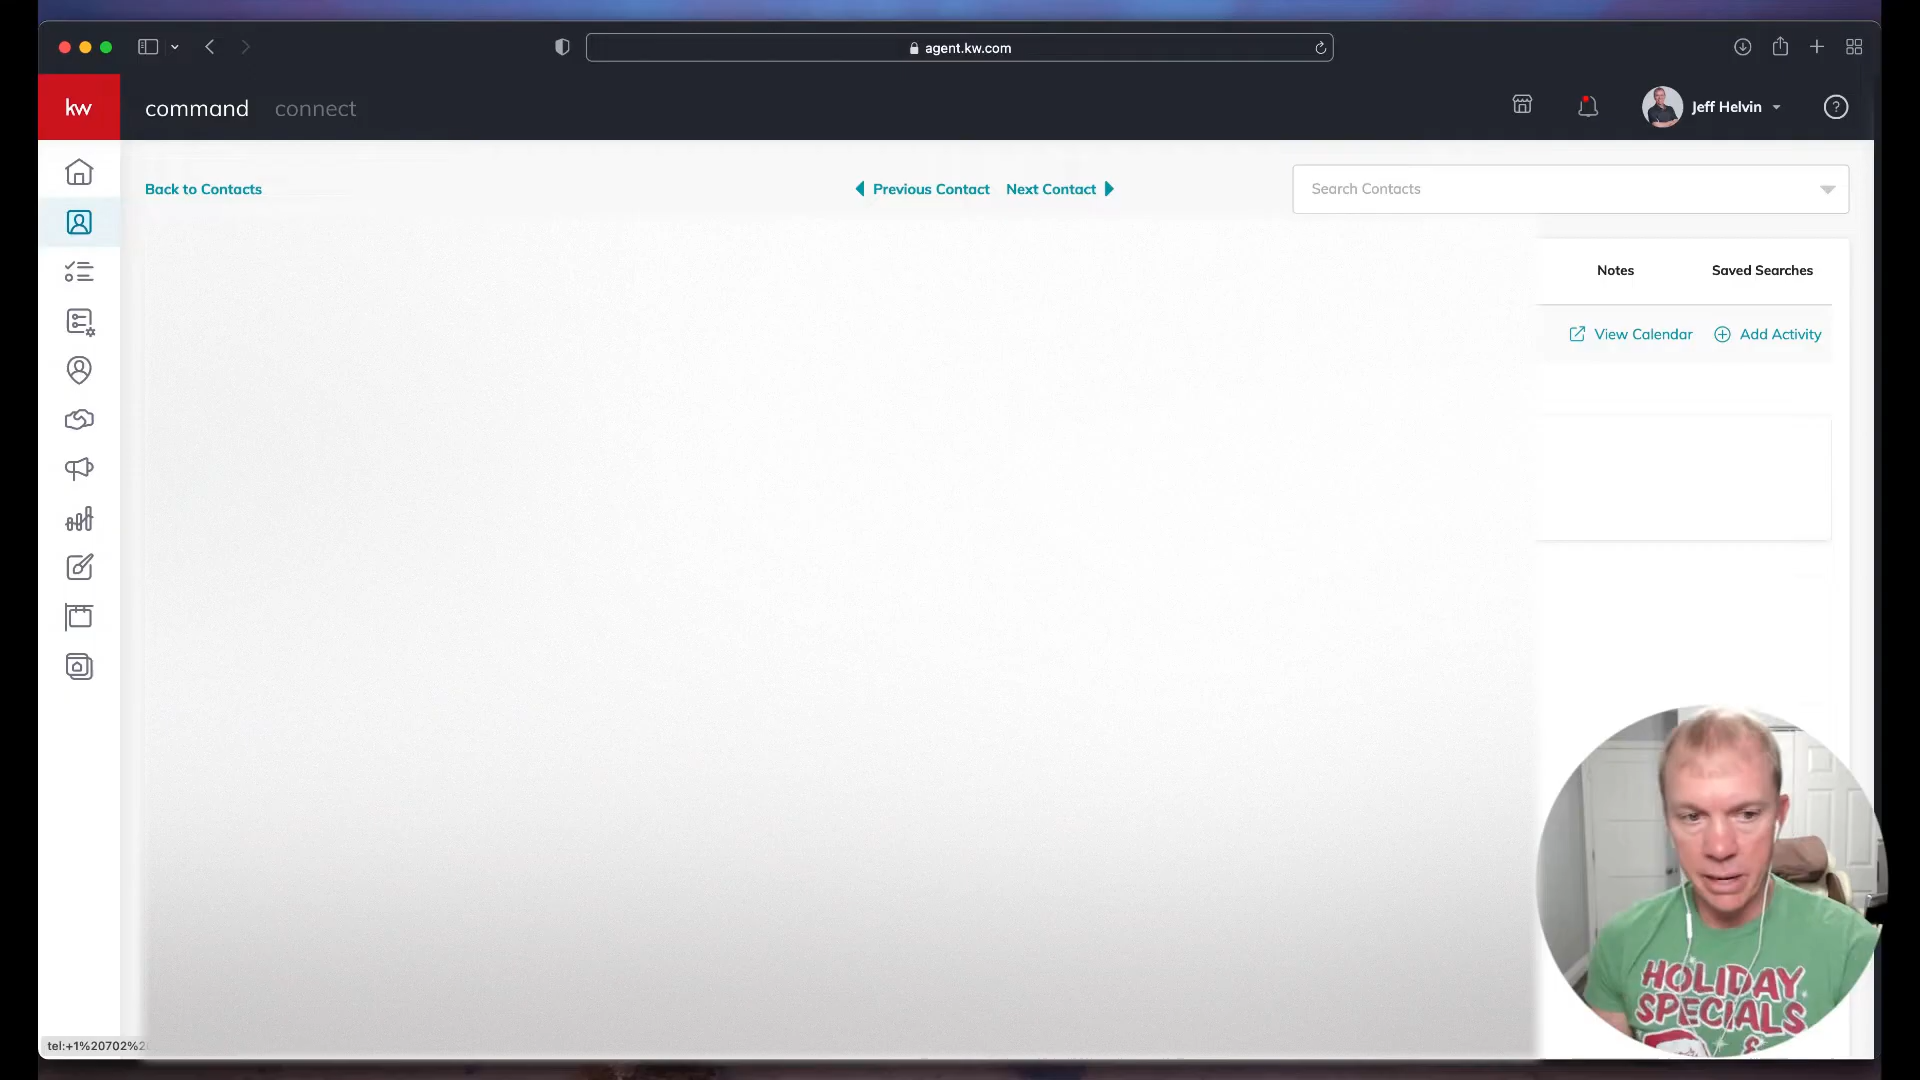 agent.kw.com
kw
command
connect
Jeff Helvin
?
Back to Contacts
Previous Contact
Next Contact
Search Contacts
Notes
Saved Searches
View Calendar
Add Activity
HOLIDAY
SPECIALS
&
tel:+1%20702%2